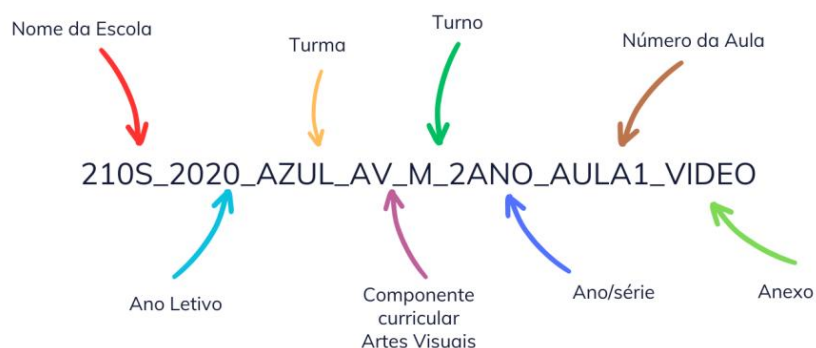 Nome da Escola
Turma
Turno
Número da Aula
210S_2020_AZUL_AV_M_2ANO_AULA1_VIDEO
Ano Letivo
Componente
curricular
Artes Visuais
Ano/série
Anexo